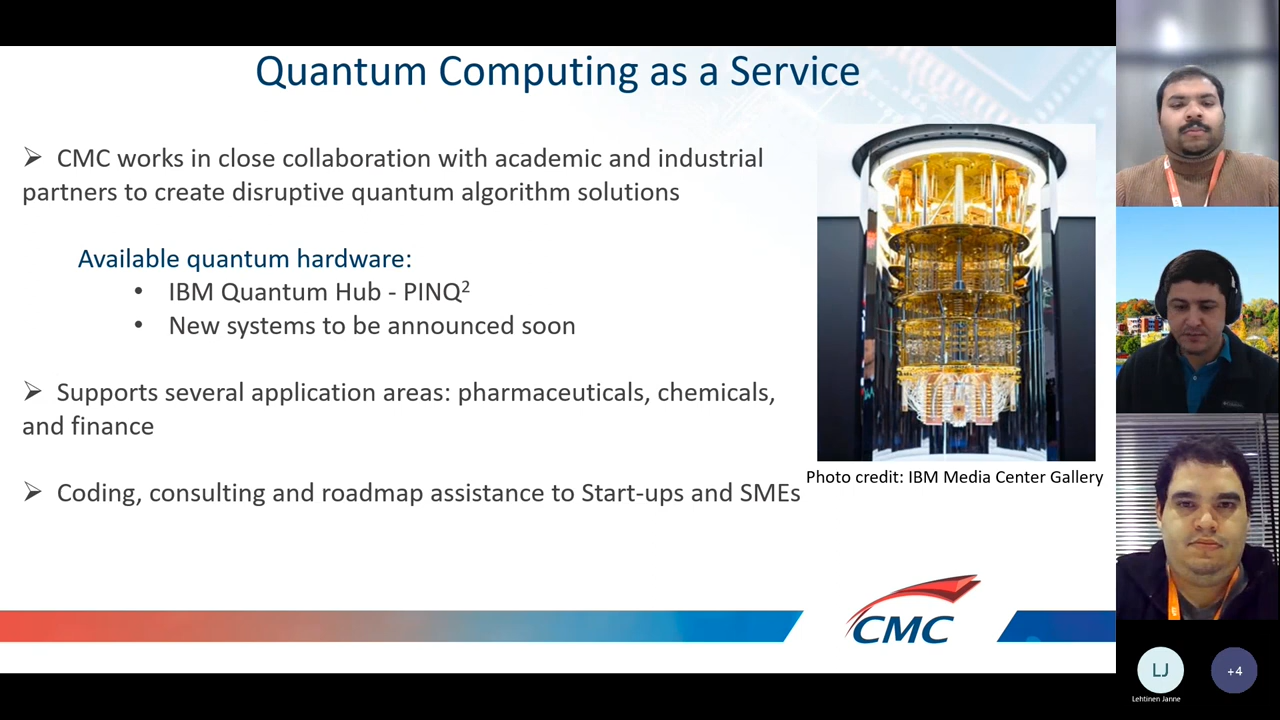 Quantum Computing as a Service
➢ CMC works in close collaboration with academic and industrial
partners to create disruptive quantum algorithm solutions
Available quantum hardware:
• IBM Quantum Hub - PINQ²
• New systems to be announced soon
➢ Supports several application areas: pharmaceuticals, chemicals,
and finance
➢ Coding, consulting and roadmap assistance to Start-ups and SMEs
Photo credit: IBM Media Center Gallery
CMC
LJ
+4
Lehtinen Janne